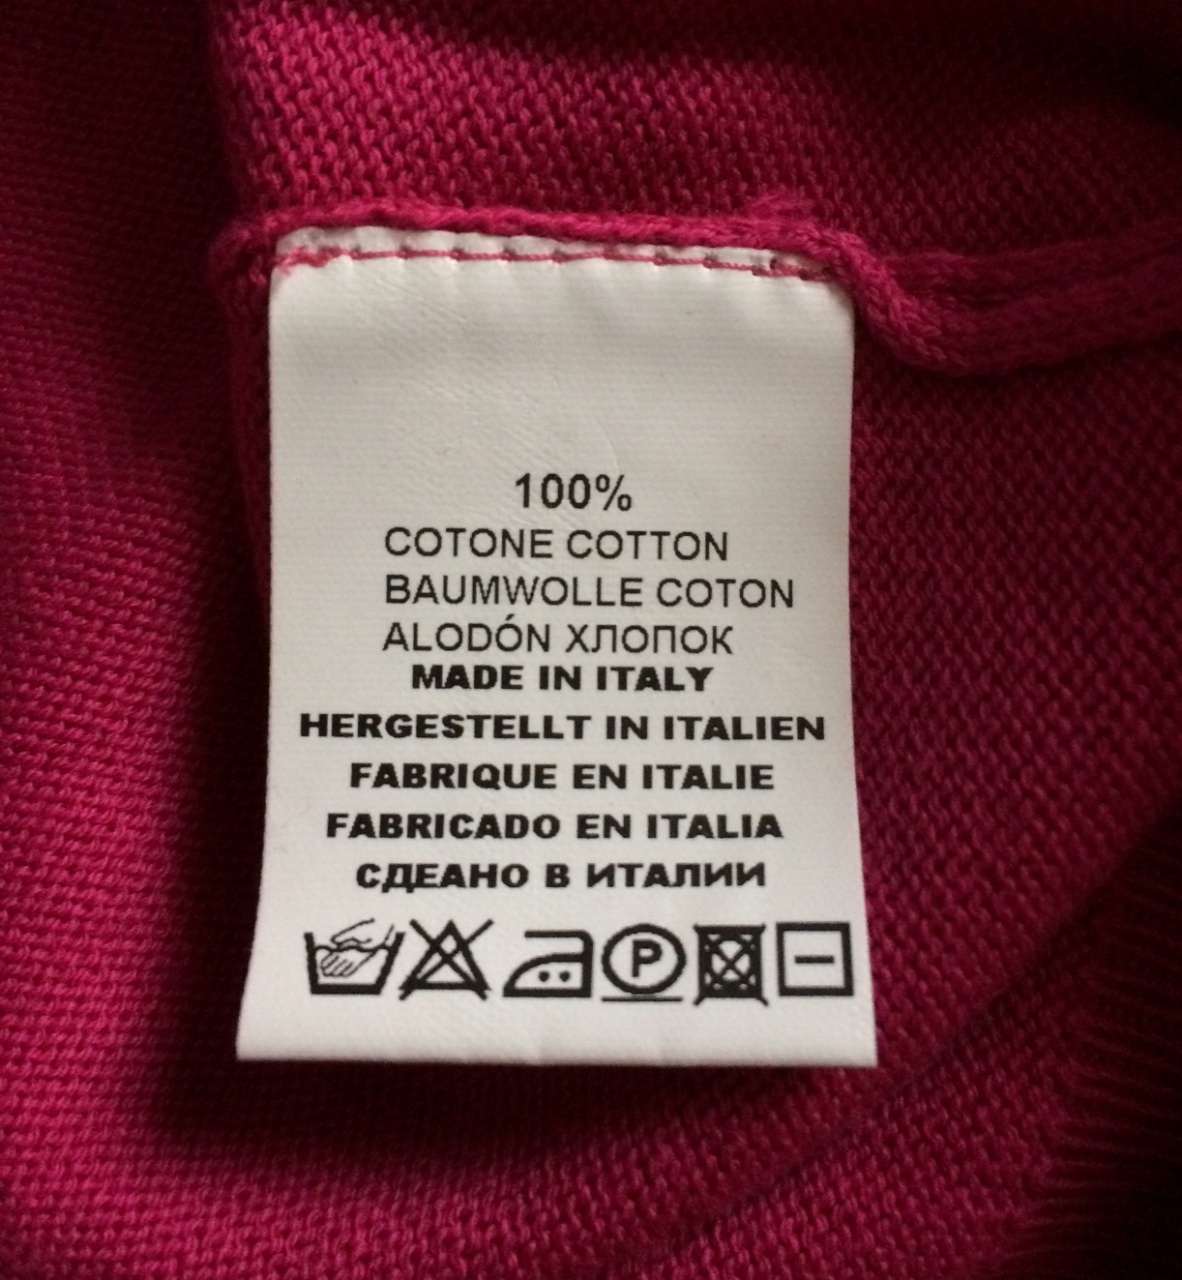 100%
COTONE COTTON
BAUMWOLLE COTON
ALODÓN ХЛОПОК
MADE IN ITALY
HERGESTELLT IN ITALIEN
FABRIQUE EN ITALIE
FABRICADO EN ITALIA
СДЕАНО В ИТАЛИИ
P